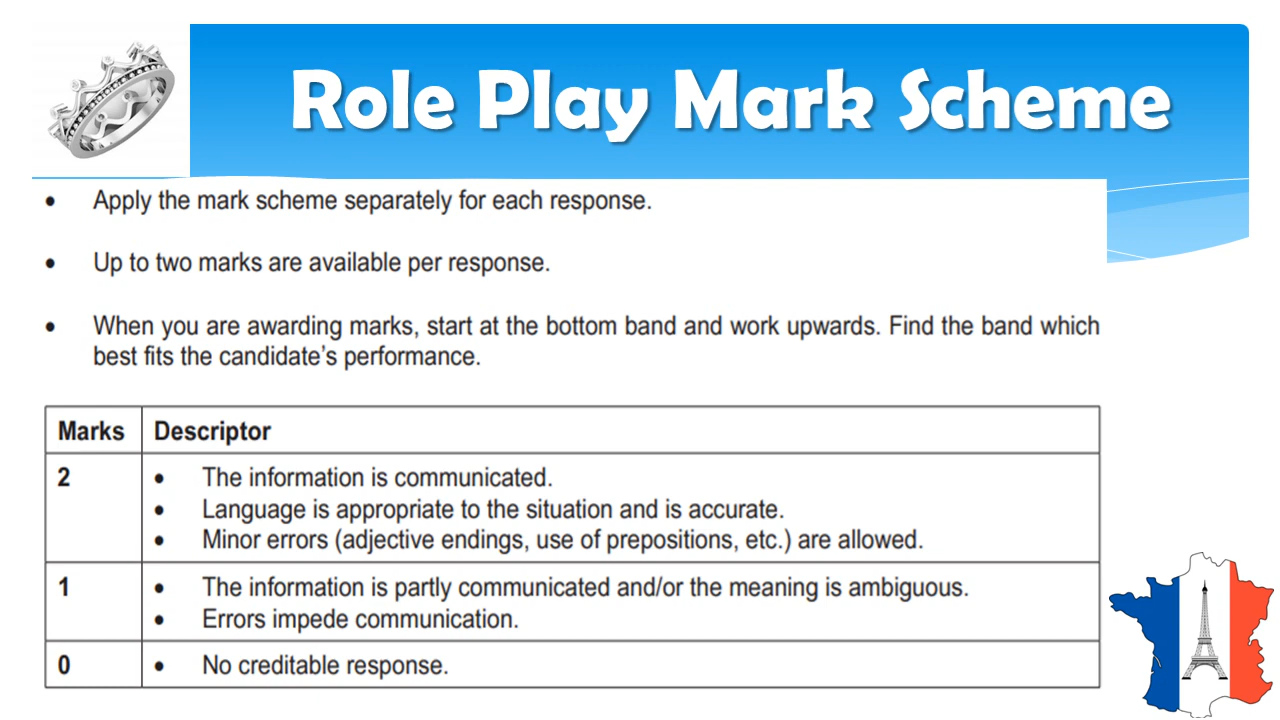 Role Play Mark Scheme
• Apply the mark scheme separately for each response.
• Up to two marks are available per response.
• When you are awarding marks, start at the bottom band and work upwards. Find the band which
best fits the candidate's performance.
Marks Descriptor
2 • The information is communicated.
• Language is appropriate to the situation and is accurate.
• Minor errors (adjective endings, use of prepositions, etc.) are allowed.
1 • The information is partly communicated and/or the meaning is ambiguous.
• Errors impede communication.
0 • No creditable response.